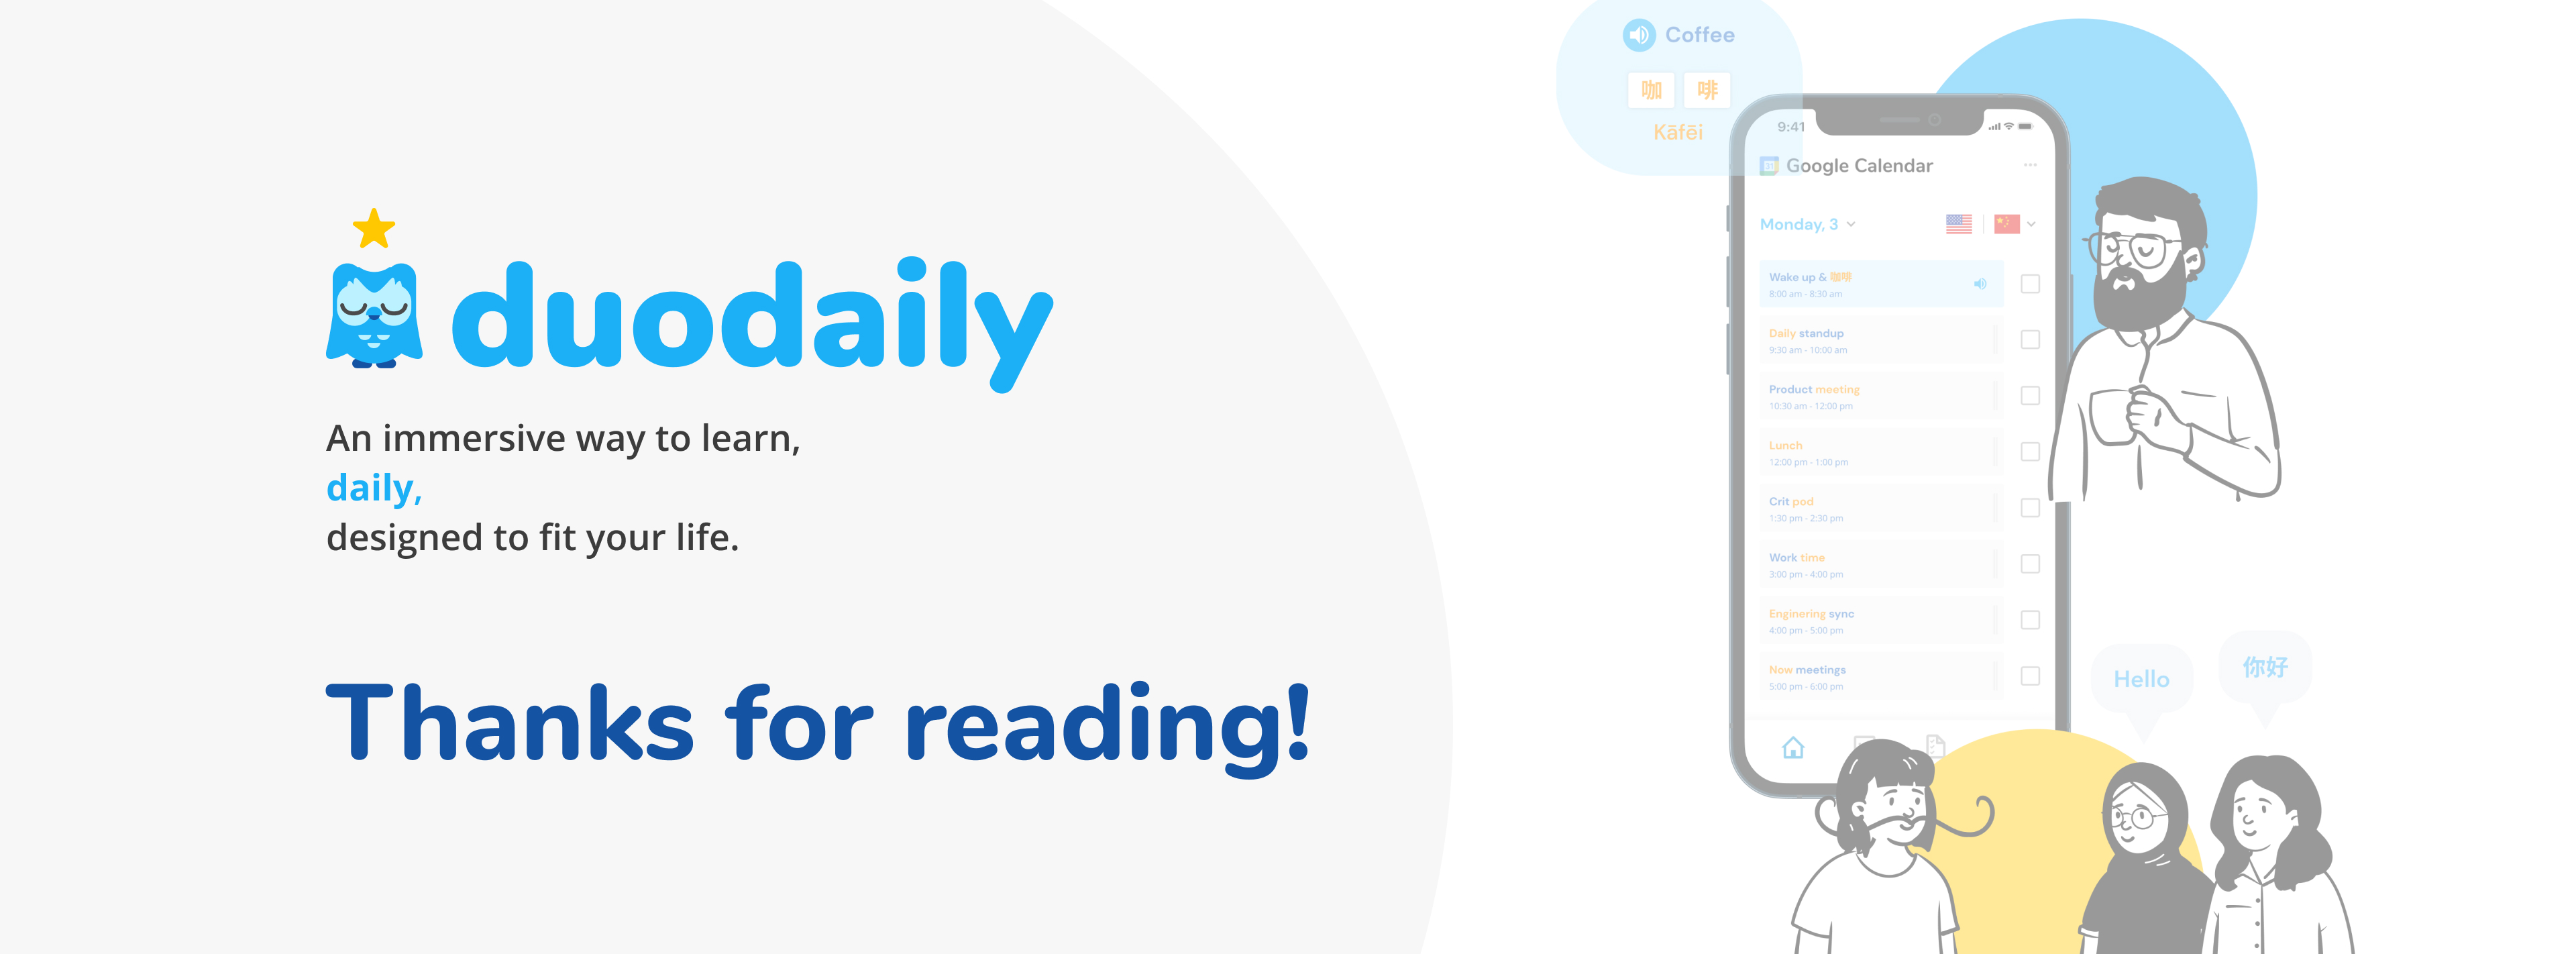 duodaily
An immersive way to learn,
daily,
designed to fit your life.
Thanks for reading!
Coffee
咖 啡
Kāfēi
9:41
31 Google Calendar
Monday, 3
Wake up & 咖啡
8:00 am - 8:30 am
Daily standup
9:30 am - 10:00 am
Product meeting
10:30 am - 12:00 pm
Lunch
12:00 pm - 1:00 pm
Crit pod
1:30 pm - 2:30 pm
Work time
3:00 pm - 4:00 pm
Enginering sync
4:00 pm - 5:00 pm
Now meetings
5:00 pm - 6:00 pm
Hello
你好